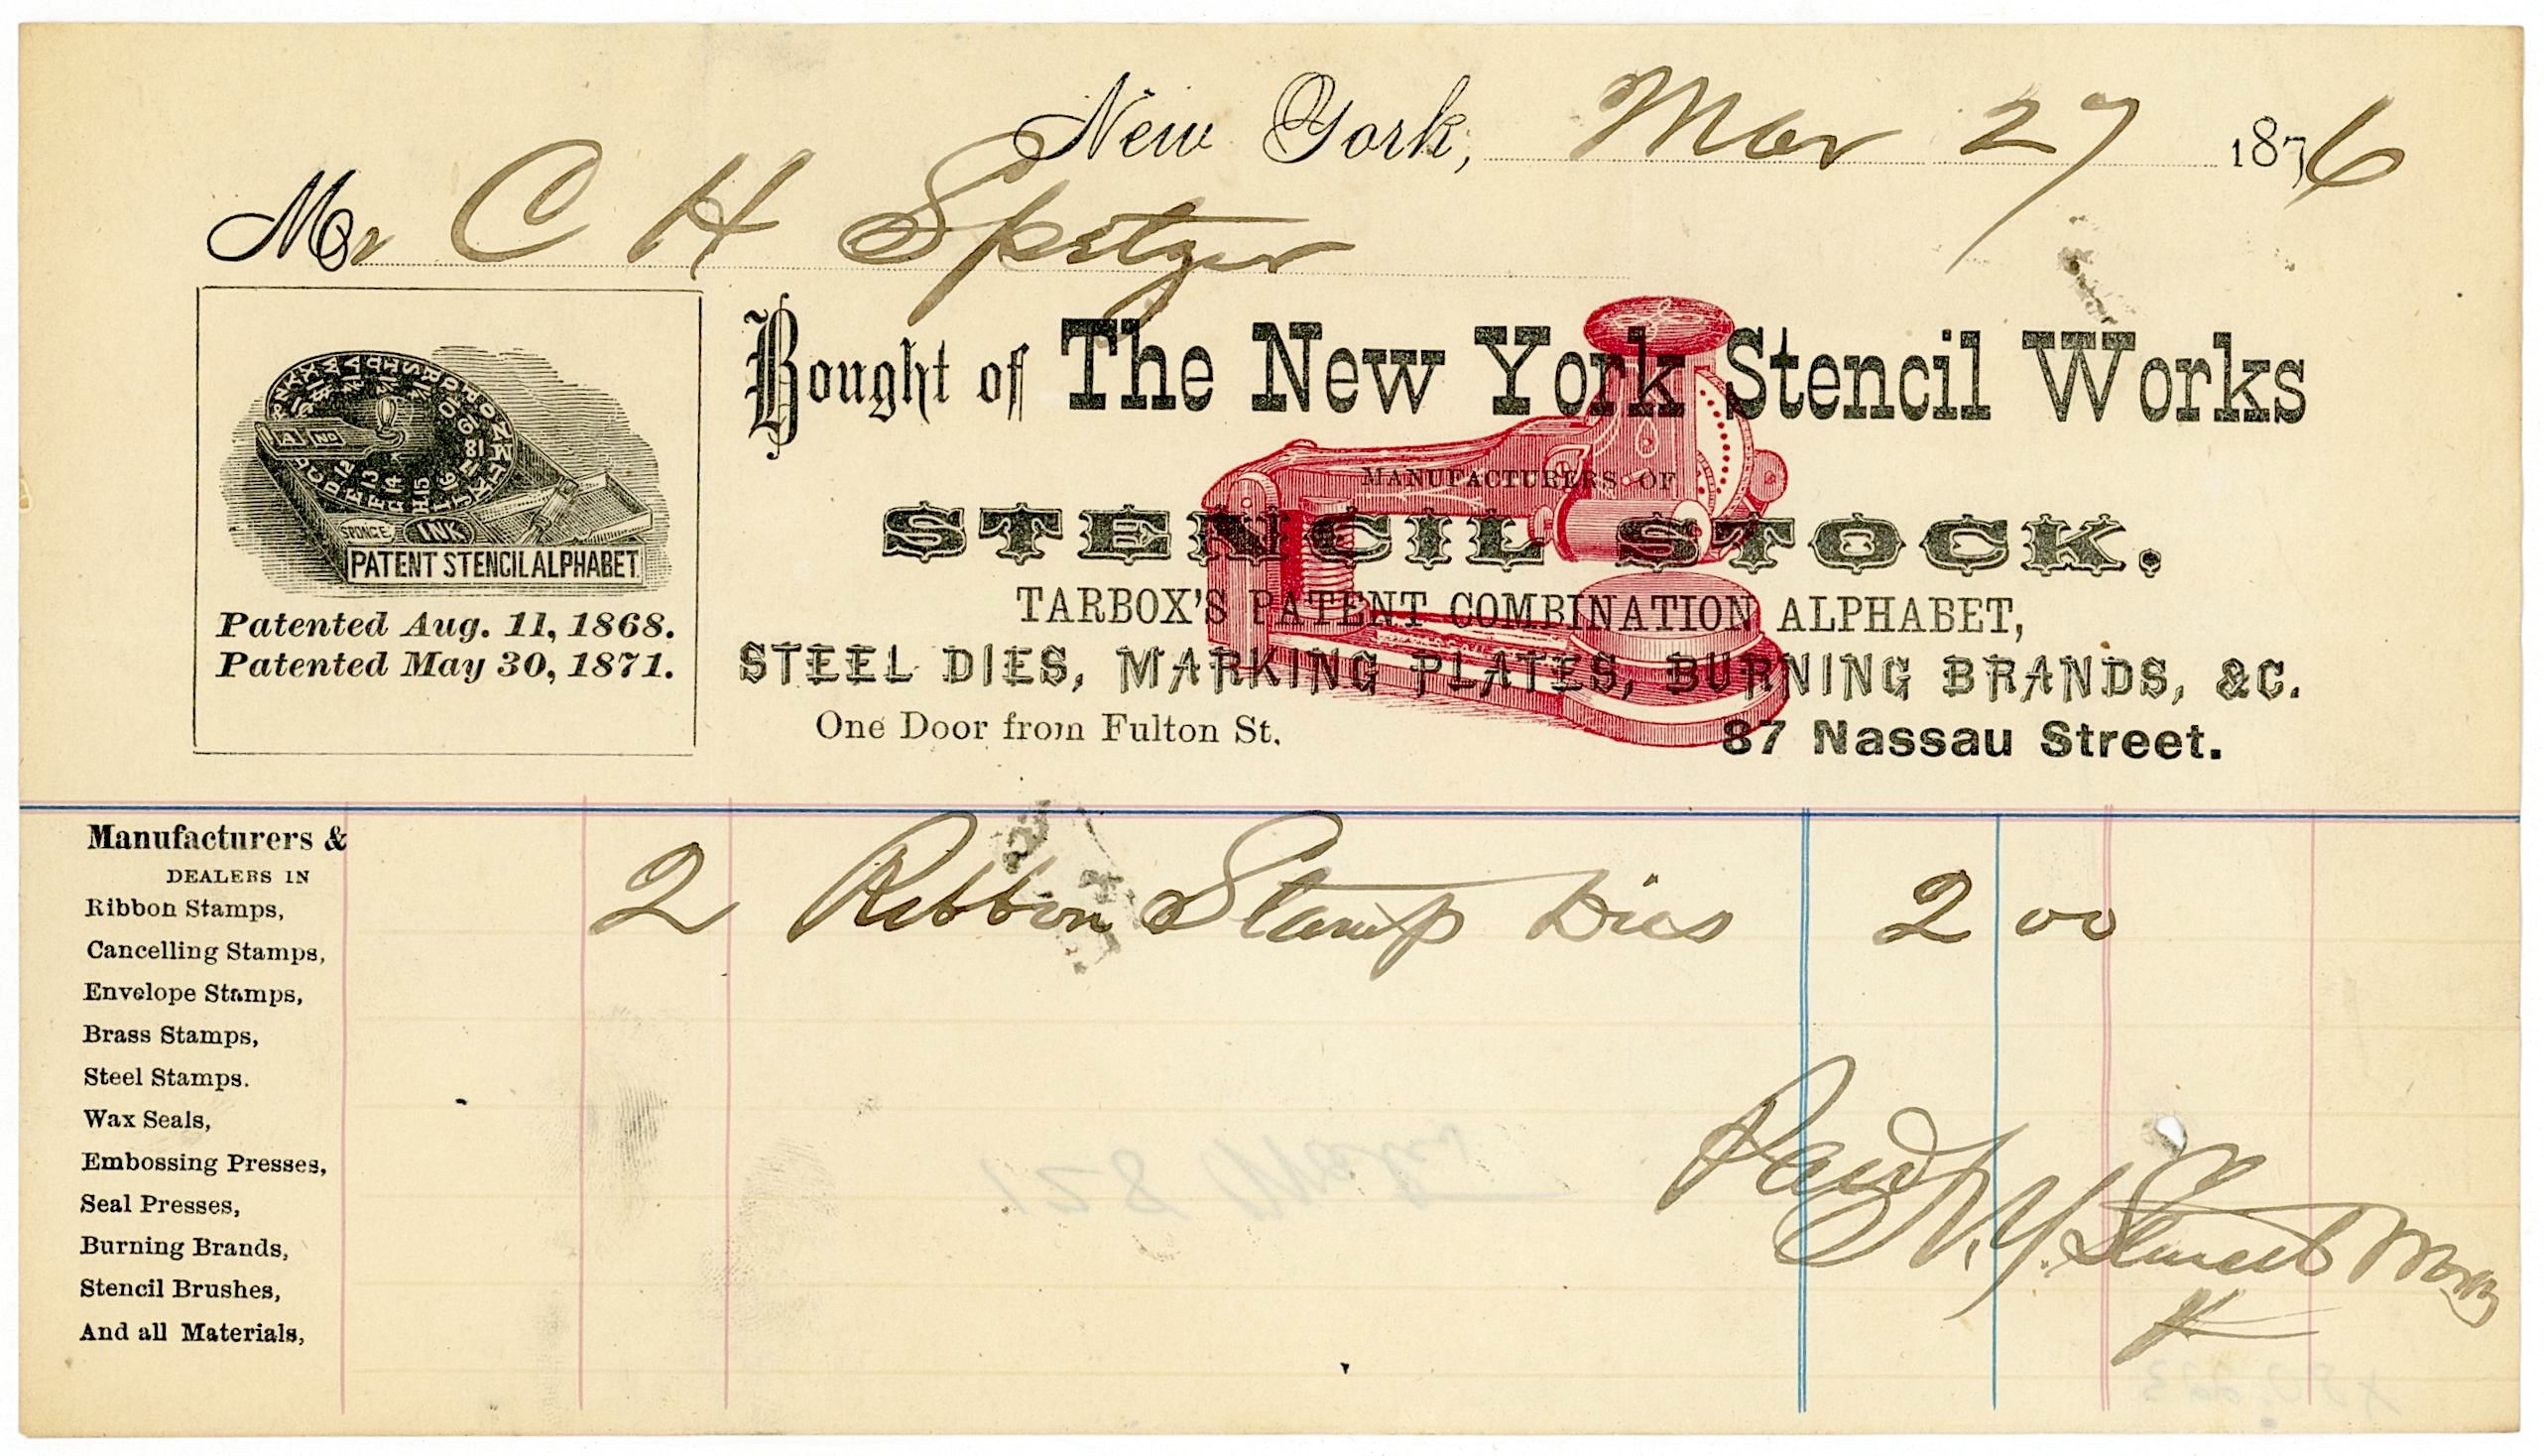 New York, Mar 27 1876
Mr C H Spitzer
Bought of The New York Stencil Works
MANUFACTURERS OF
STENCIL STOCK.
TARBOX'S PATENT COMBINATION ALPHABET,
STEEL DIES, MARKING PLATES, BURNING BRANDS, &C.
One Door from Fulton St. 87 Nassau Street.
A NO
SPONGE INK
PATENT STENCIL ALPHABET.
Patented Aug. 11, 1868.
Patented May 30, 1871.
Manufacturers &
DEALERS IN
Ribbon Stamps,
Cancelling Stamps,
Envelope Stamps,
Brass Stamps,
Steel Stamps.
Wax Seals,
Embossing Presses,
Seal Presses,
Burning Brands,
Stencil Brushes,
And all Materials,
2 Ribbon Stamp Dies 2 00
Paid
N.Y. Stencil Works
K